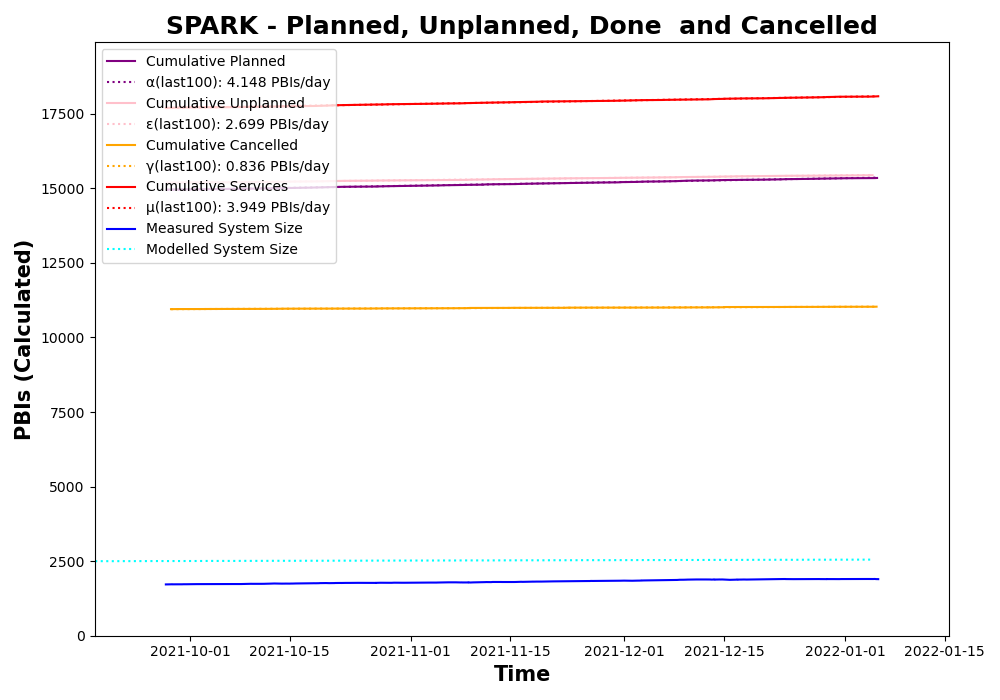 SPARK - Planned, Unplanned, Done  and Cancelled
Cumulative Planned
α(last100): 4.148 PBIs/day
Cumulative Unplanned
ε(last100): 2.699 PBIs/day
Cumulative Cancelled
γ(last100): 0.836 PBIs/day
Cumulative Services
μ(last100): 3.949 PBIs/day
Measured System Size
Modelled System Size
17500
15000
12500
10000
7500
5000
2500
0
PBIs (Calculated)
2021-10-01 2021-10-15 2021-11-01 2021-11-15 2021-12-01 2021-12-15 2022-01-01 2022-01-15
Time